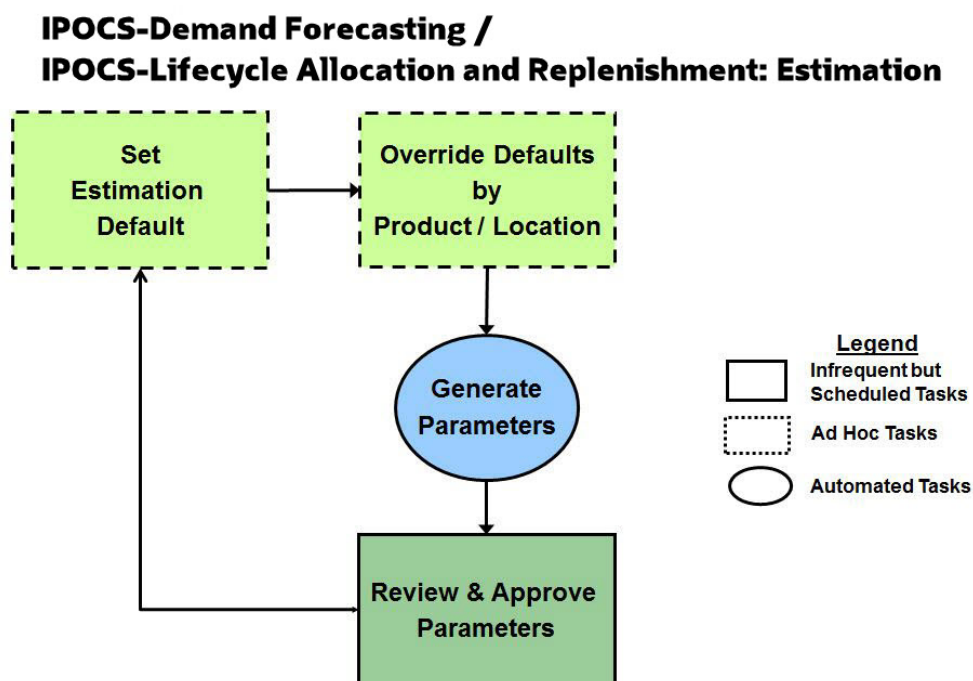 IPOCS-Demand Forecasting /
IPOCS-Lifecycle Allocation and Replenishment: Estimation
Set
Estimation
Default
Override Defaults
by
Product / Location
Generate
Parameters
Review & Approve
Parameters
Legend
Infrequent but
Scheduled Tasks
Ad Hoc Tasks
Automated Tasks